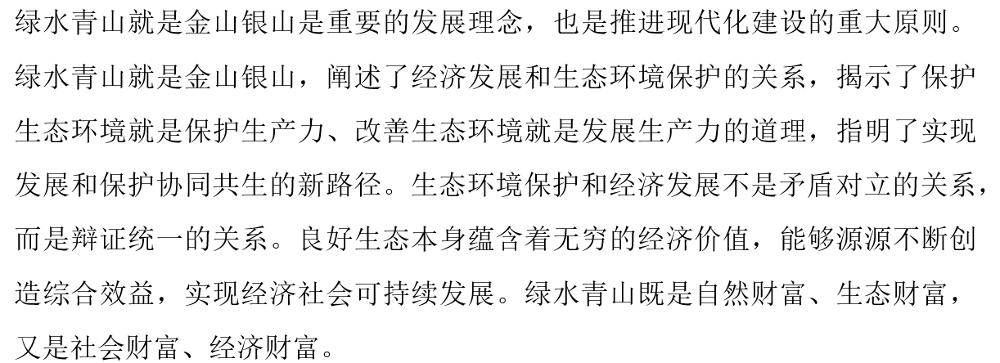 绿水青山就是金山银山是重要的发展理念，也是推进现代化建设的重大原则。
绿水青山就是金山银山，阐述了经济发展和生态环境保护的关系，揭示了保护
生态环境就是保护生产力、改善生态环境就是发展生产力的道理，指明了实现
发展和保护协同共生的新路径。生态环境保护和经济发展不是矛盾对立的关系，
而是辩证统一的关系。良好生态本身蕴含着无穷的经济价值，能够源源不断创
造综合效益，实现经济社会可持续发展。绿水青山既是自然财富、生态财富，
又是社会财富、经济财富。